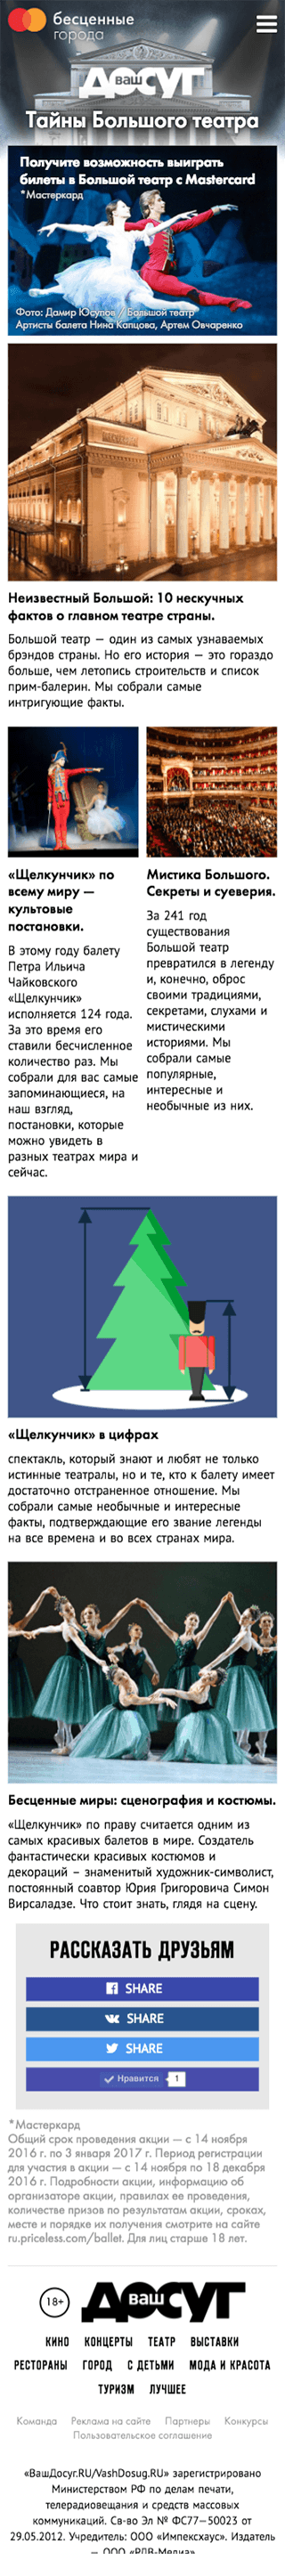 бесценные
города
ваш ДОСУГ
Тайны Большого театра
Получите возможность выиграть
билеты в Большой театр с Mastercard
*Мастеркард
Фото: Дамир Юсупов / Большой театр
Артисты балета Нина Капцова, Артем Овчаренко
Неизвестный Большой: 10 нескучных
фактов о главном театре страны.
Большой театр — один из самых узнаваемых
брэндов страны. Но его история — это гораздо
больше, чем летопись строительств и список
прим-балерин. Мы собрали самые
интригующие факты.
«Щелкунчик» по
всему миру —
культовые
постановки.
В этому году балету
Петра Ильича
Чайковского
«Щелкунчик»
исполняется 124 года.
За это время его
ставили бесчисленное
количество раз. Мы
собрали для вас самые
запоминающиеся, на
наш взгляд,
постановки, которые
можно увидеть в
разных театрах мира и
сейчас.
Мистика Большого.
Секреты и суеверия.
За 241 год
существования
Большой театр
превратился в легенду
и, конечно, оброс
своими традициями,
секретами, слухами и
мистическими
историями. Мы
собрали самые
популярные,
интересные и
необычные из них.
«Щелкунчик» в цифрах
спектакль, который знают и любят не только
истинные театралы, но и те, кто к балету имеет
достаточно отстраненное отношение. Мы
собрали самые необычные и интересные
факты, подтверждающие его звание легенды
на все времена и во всех странах мира.
Бесценные миры: сценография и костюмы.
«Щелкунчик» по праву считается одним из
самых красивых балетов в мире. Создатель
фантастически красивых костюмов и
декораций – знаменитый художник-символист,
постоянный соавтор Юрия Григоровича Симон
Вирсаладзе. Что стоит знать, глядя на сцену.
РАССКАЗАТЬ ДРУЗЬЯМ
SHARE
SHARE
SHARE
Нравится 1
*Мастеркард
Общий срок проведения акции — с 14 ноября
2016 г. по 3 января 2017 г. Период регистрации
для участия в акции — с 14 ноября по 18 декабря
2016 г. Подробности акции, информацию об
организаторе акции, правилах ее проведения,
количестве призов по результатам акции, сроках,
месте и порядке их получения смотрите на сайте
ru.priceless.com/ballet. Для лиц старше 18 лет.
18+ ваш ДОСУГ
КИНО КОНЦЕРТЫ ТЕАТР ВЫСТАВКИ
РЕСТОРАНЫ ГОРОД С ДЕТЬМИ МОДА И КРАСОТА
ТУРИЗМ ЛУЧШЕЕ
Команда Реклама на сайте Партнеры Конкурсы
Пользовательское соглашение
«ВашДосуг.RU/VashDosug.RU» зарегистрировано
Министерством РФ по делам печати,
телерадиовещания и средств массовых
коммуникаций. Св-во Эл № ФС77—50023 от
29.05.2012. Учредитель: ООО «Импексхаус». Издатель
— ООО «РДВ-Медиа»